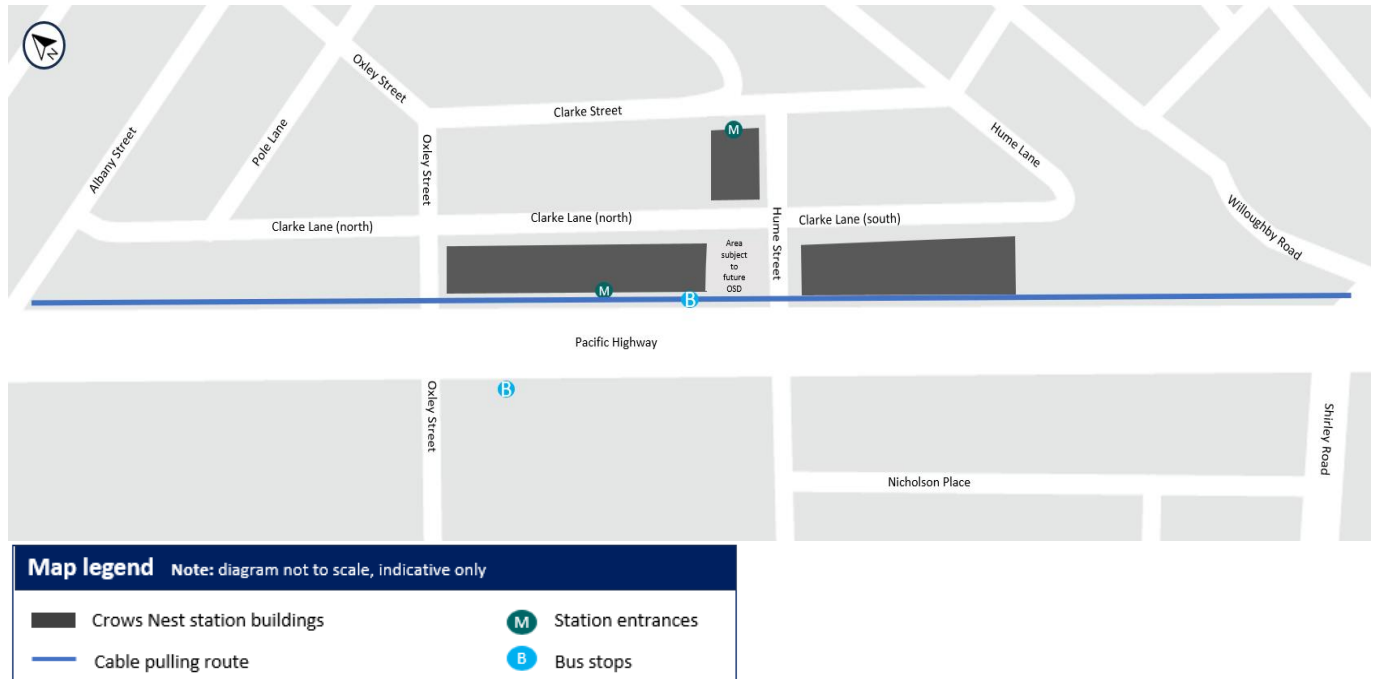 N
Oxley Street
Clarke Street
M
Albany Street
Pole Lane
Oxley Street
Hume Lane
Willoughby Road
Clarke Lane (north)
Clarke Lane (north)
Hume Street
Clarke Lane (south)
Area
subject
to
future
OSD
M
B
Pacific Highway
B
Oxley Street
Shirley Road
Nicholson Place
Map legend Note: diagram not to scale, indicative only
Crows Nest station buildings
M Station entrances
Cable pulling route
B Bus stops